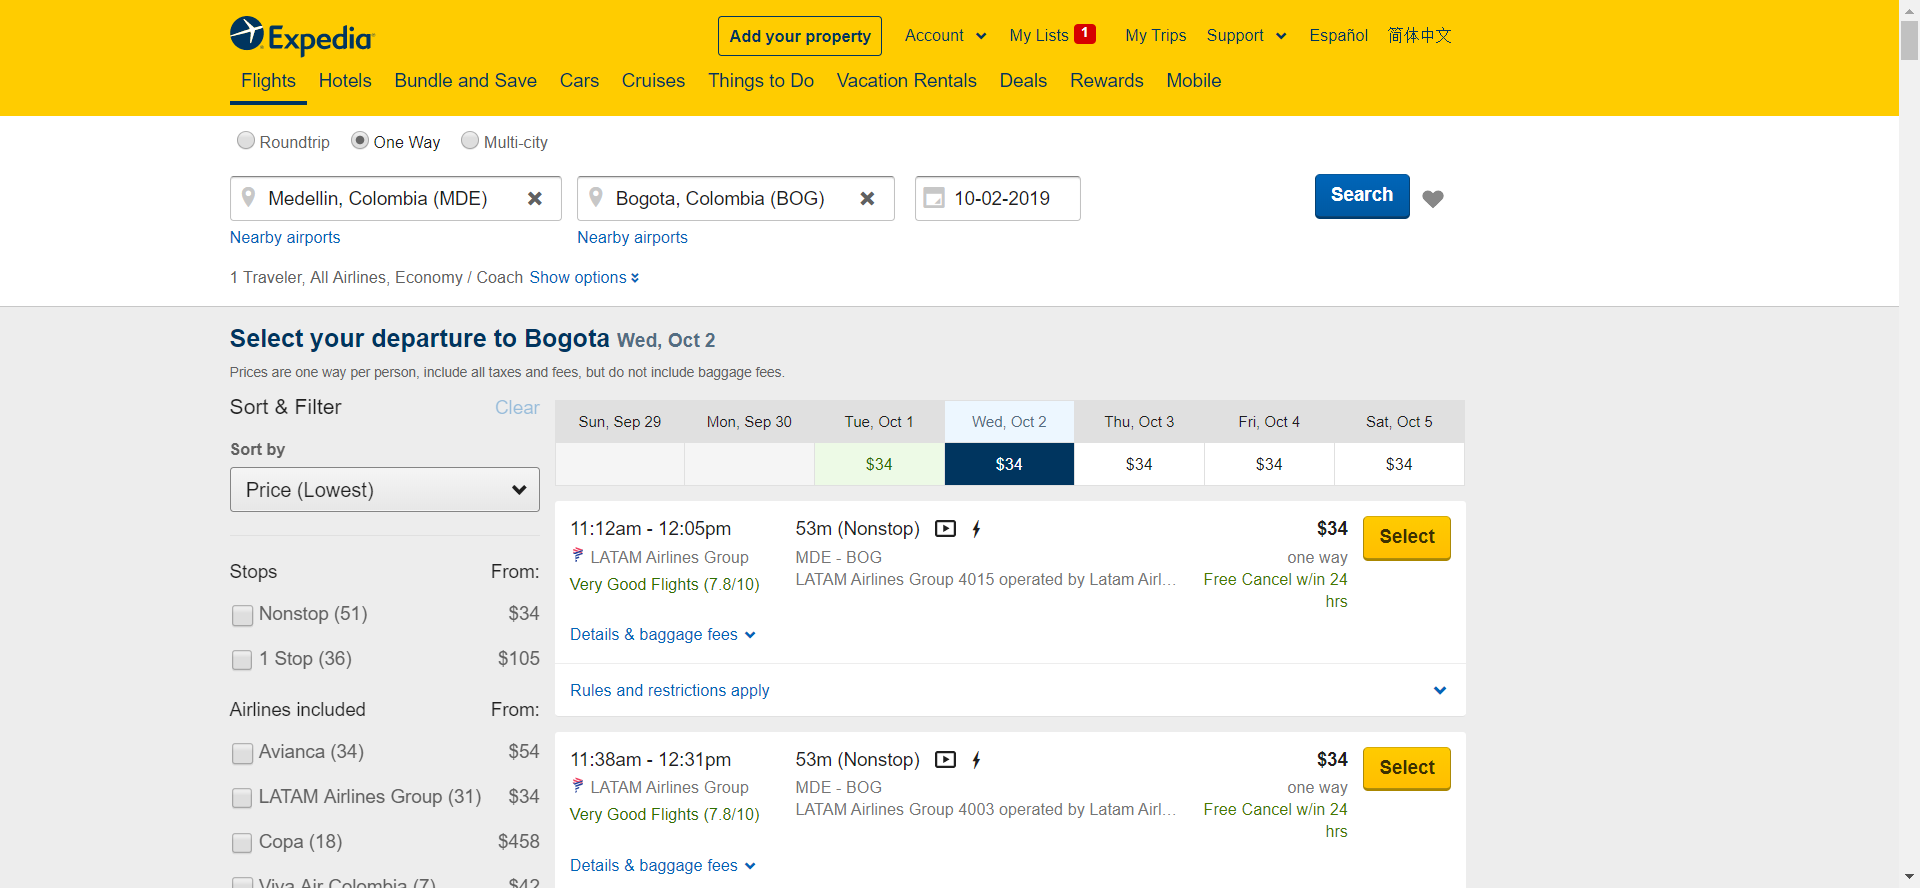 Expedia
Add your property
Account
My Lists 1
My Trips
Support
Español
简体中文
Flights
Hotels
Bundle and Save
Cars
Cruises
Things to Do
Vacation Rentals
Deals
Rewards
Mobile
Roundtrip
One Way
Multi-city
Medellin, Colombia (MDE)
Bogota, Colombia (BOG)
10-02-2019
Search
Nearby airports
Nearby airports
1 Traveler, All Airlines, Economy / Coach Show options
Select your departure to Bogota Wed, Oct 2
Prices are one way per person, include all taxes and fees, but do not include baggage fees.
Sort & Filter
Clear
Sort by
Price (Lowest)
Stops From:
Nonstop (51) $34
1 Stop (36) $105
Airlines included From:
Avianca (34) $54
LATAM Airlines Group (31) $34
Copa (18) $458
Viva Air Colombia (7) $42
Sun, Sep 29
Mon, Sep 30
Tue, Oct 1
Wed, Oct 2
Thu, Oct 3
Fri, Oct 4
Sat, Oct 5
$34
$34
$34
$34
$34
11:12am - 12:05pm
LATAM Airlines Group
Very Good Flights (7.8/10)
53m (Nonstop)
MDE - BOG
LATAM Airlines Group 4015 operated by Latam Airl...
$34
one way
Free Cancel w/in 24
hrs
Select
Details & baggage fees
Rules and restrictions apply
11:38am - 12:31pm
LATAM Airlines Group
Very Good Flights (7.8/10)
53m (Nonstop)
MDE - BOG
LATAM Airlines Group 4003 operated by Latam Airl...
$34
one way
Free Cancel w/in 24
hrs
Select
Details & baggage fees